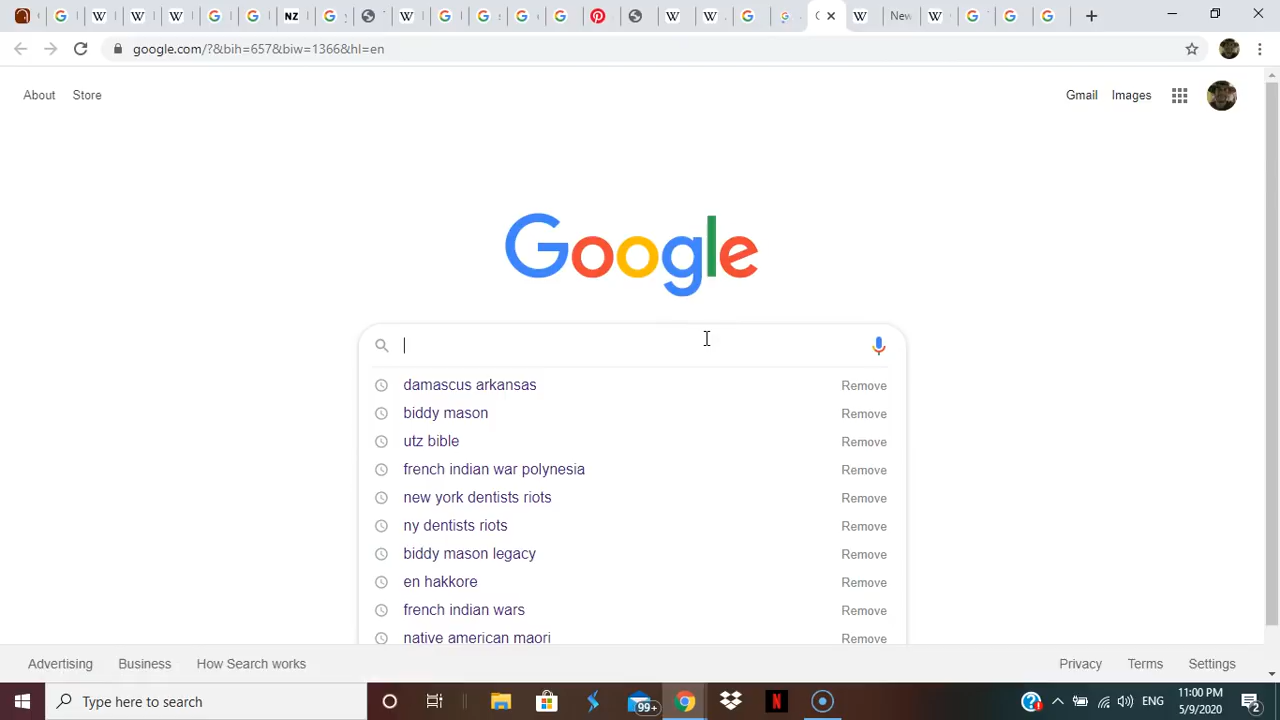 NZ
New
google.com/?&bih=657&biw=1366&hl=en
About Store
Gmail Images
Google
damascus arkansas Remove
biddy mason Remove
utz bible Remove
french indian war polynesia Remove
new york dentists riots Remove
ny dentists riots Remove
biddy mason legacy Remove
en hakkore Remove
french indian wars Remove
native american maori Remove
Advertising Business How Search works
Privacy Terms Settings
Type here to search
99+
N
ENG
11:00 PM
5/9/2020
2